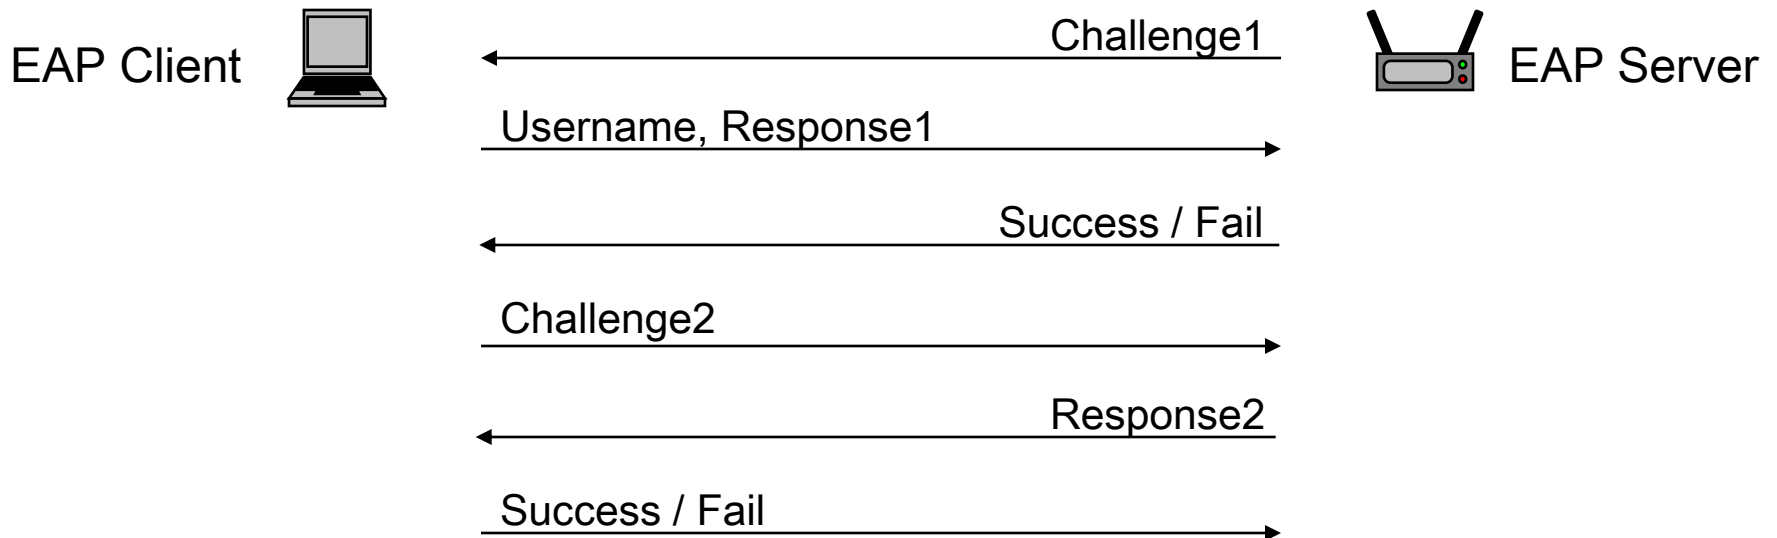 EAP Client
EAP Server
Challenge1
Username, Response1
Success / Fail
Challenge2
Response2
Success / Fail